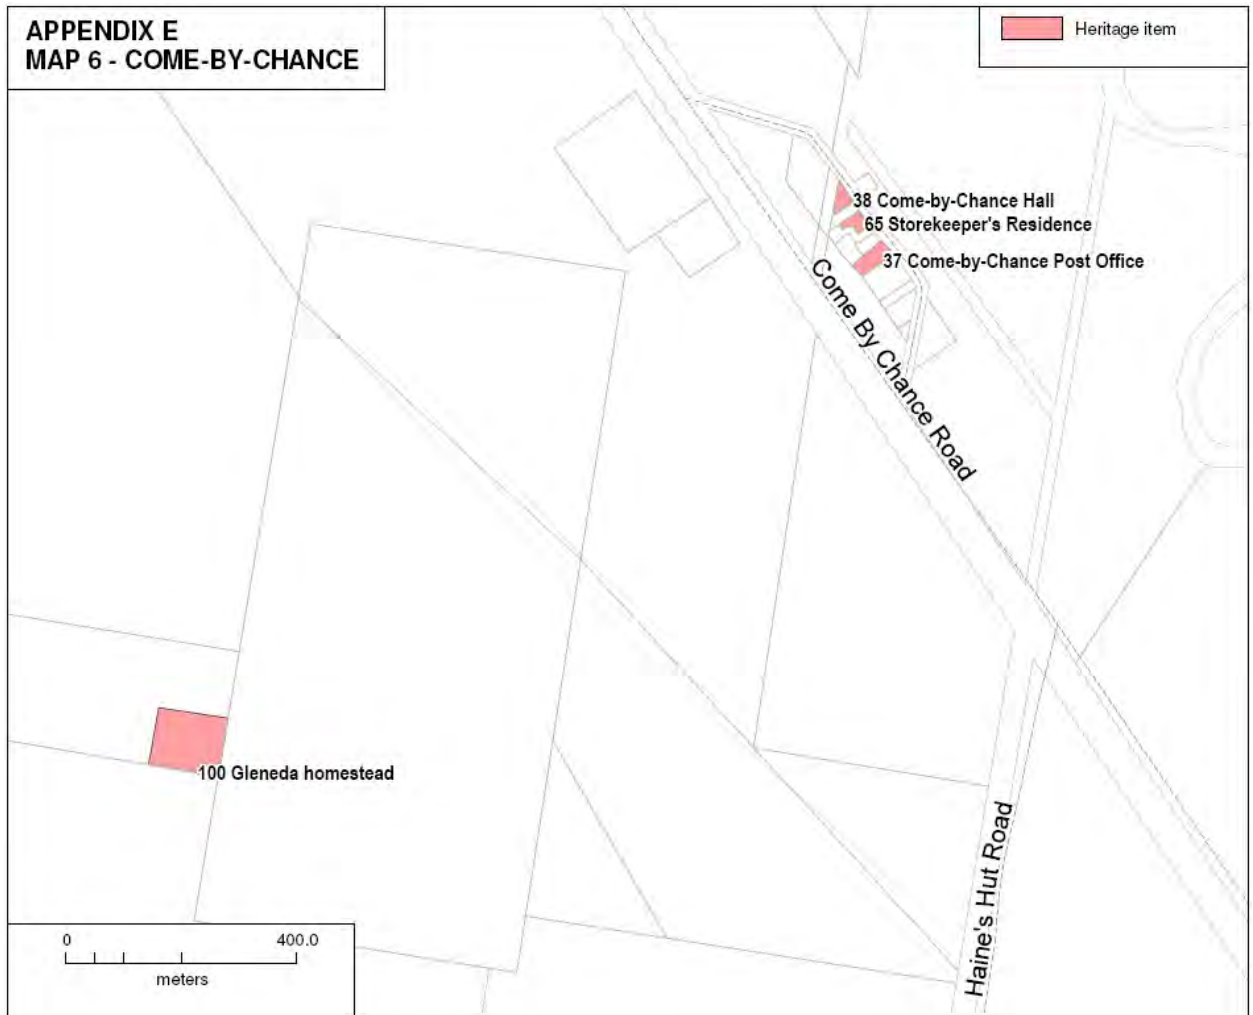 APPENDIX E
MAP 6 - COME-BY-CHANCE
Heritage item
38 Come-by-Chance Hall
65 Storekeeper's Residence
37 Come-by-Chance Post Office
Come By Chance Road
100 Gleneda homestead
Haine's Hut Road
0 400.0
meters